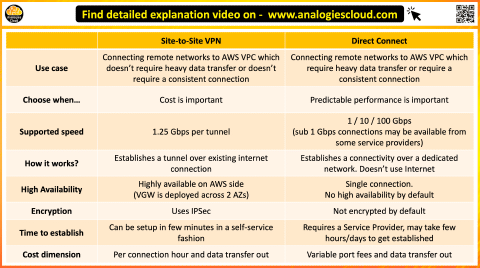 Find detailed explanation video on - www.analogiescloud.com
Site-to-Site VPN Direct Connect
Use case
Connecting remote networks to AWS VPC which
doesn't require heavy data transfer or doesn't
require a consistent connection
Connecting remote networks to AWS VPC which
require heavy data transfer or require a
consistent connection
Choose when... Cost is important Predictable performance is important
Supported speed
1.25 Gbps per tunnel
1 / 10 / 100 Gbps
(sub 1 Gbps connections may be available from
some service providers)
How it works?
Establishes a tunnel over existing internet
connection
Establishes a connectivity over a dedicated
network. Doesn't use Internet
High Availability
Highly available on AWS side
(VGW is deployed across 2 AZs)
Single connection.
No high availability by default
Encryption Uses IPSec Not encrypted by default
Time to establish
Can be setup in few minutes in a self-service
fashion
Requires a Service Provider, may take few
hours/days to get established
Cost dimension Per connection hour and data transfer out Variable port fees and data transfer out